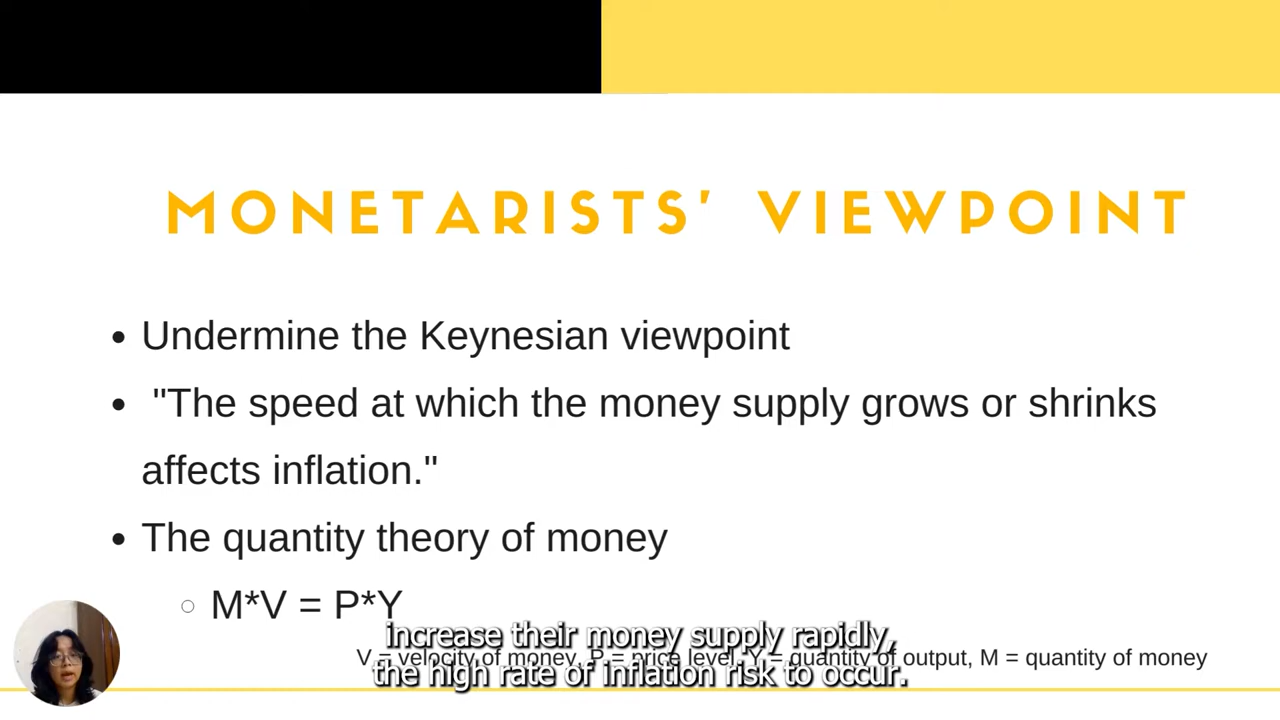 MONETARISTS' VIEWPOINT
• Undermine the Keynesian viewpoint
• "The speed at which the money supply grows or shrinks
affects inflation."
• The quantity theory of money
○ M*V = P*Y
increase their money supply rapidly,
V = velocity of money, P = price level, Y = quantity of output, M = quantity of money
the high rate of inflation risk to occur.